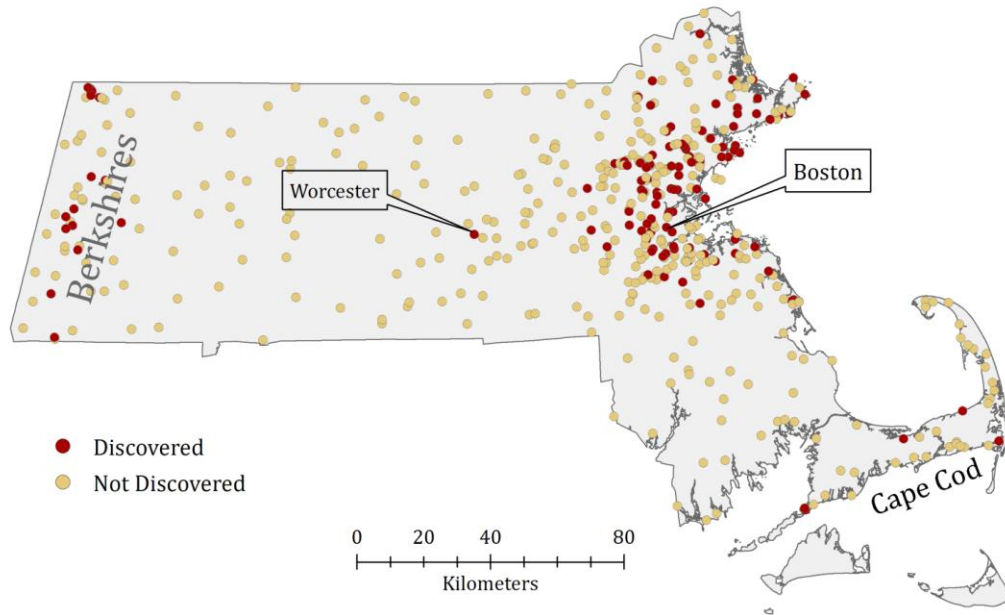 Boston
Worcester
Berkshires
Discovered
Not Discovered
Cape Cod
0 20 40 80
Kilometers